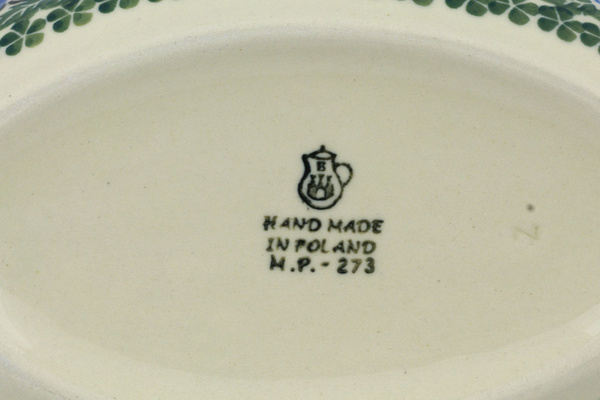 B
HAND MADE
IN POLAND
M.P.- 273